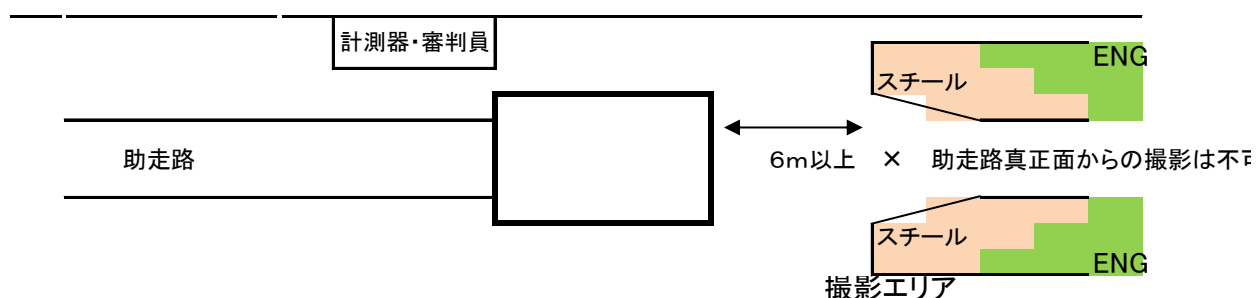 計測器・審判員
ENG
スチール
助走路
6m以上 × 助走路真正面からの撮影は不可
スチール
ENG
撮影エリア